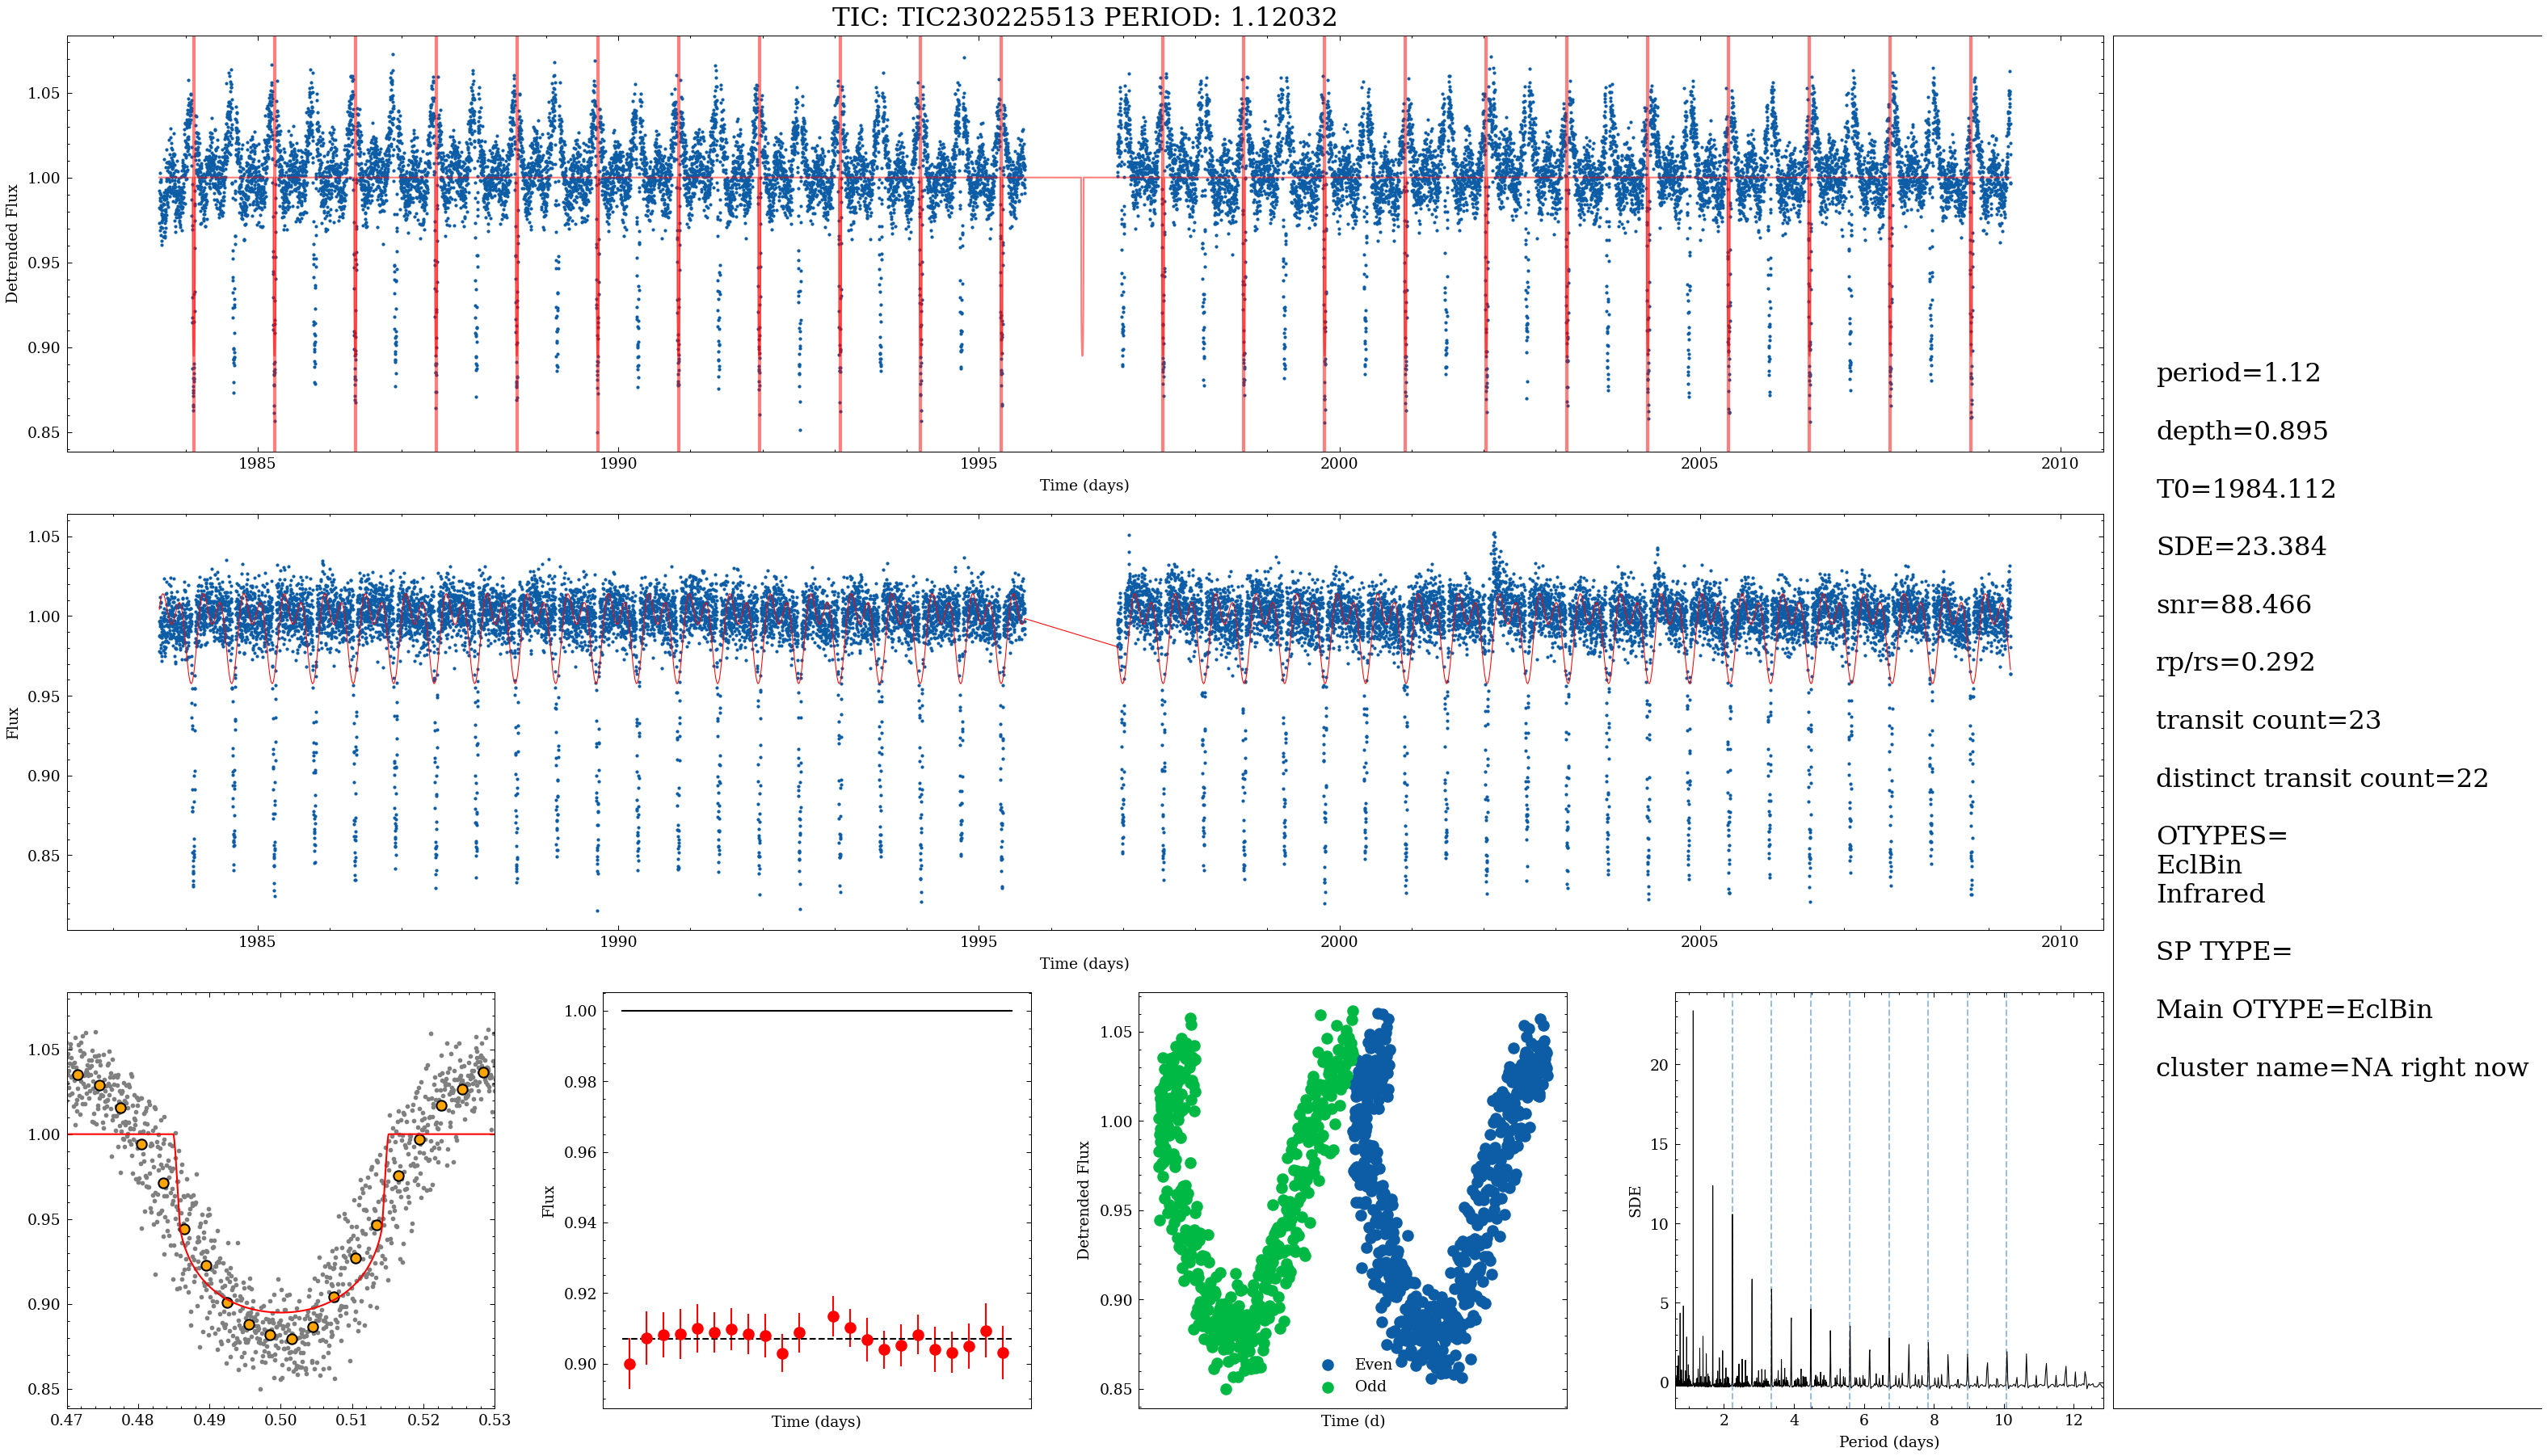 TIC: TIC230225513 PERIOD: 1.12032
Detrended Flux
1.05
1.00
0.95
0.90
0.85
1985
1990
1995
2000
2005
2010
Time (days)
Flux
1.05
1.00
0.95
0.90
0.85
1985
1990
1995
2000
2005
2010
Time (days)
1.05
1.00
0.95
0.90
0.85
0.47
0.48
0.49
0.50
0.51
0.52
0.53
Flux
1.00
0.98
0.96
0.94
0.92
0.90
Time (days)
Detrended Flux
1.05
1.00
0.95
0.90
0.85
Even
Odd
Time (d)
SDE
20
15
10
5
0
2
4
6
8
10
12
Period (days)
period=1.12
depth=0.895
T0=1984.112
SDE=23.384
snr=88.466
rp/rs=0.292
transit count=23
distinct transit count=22
OTYPES=
EclBin
Infrared
SP TYPE=
Main OTYPE=EclBin
cluster name=NA right now